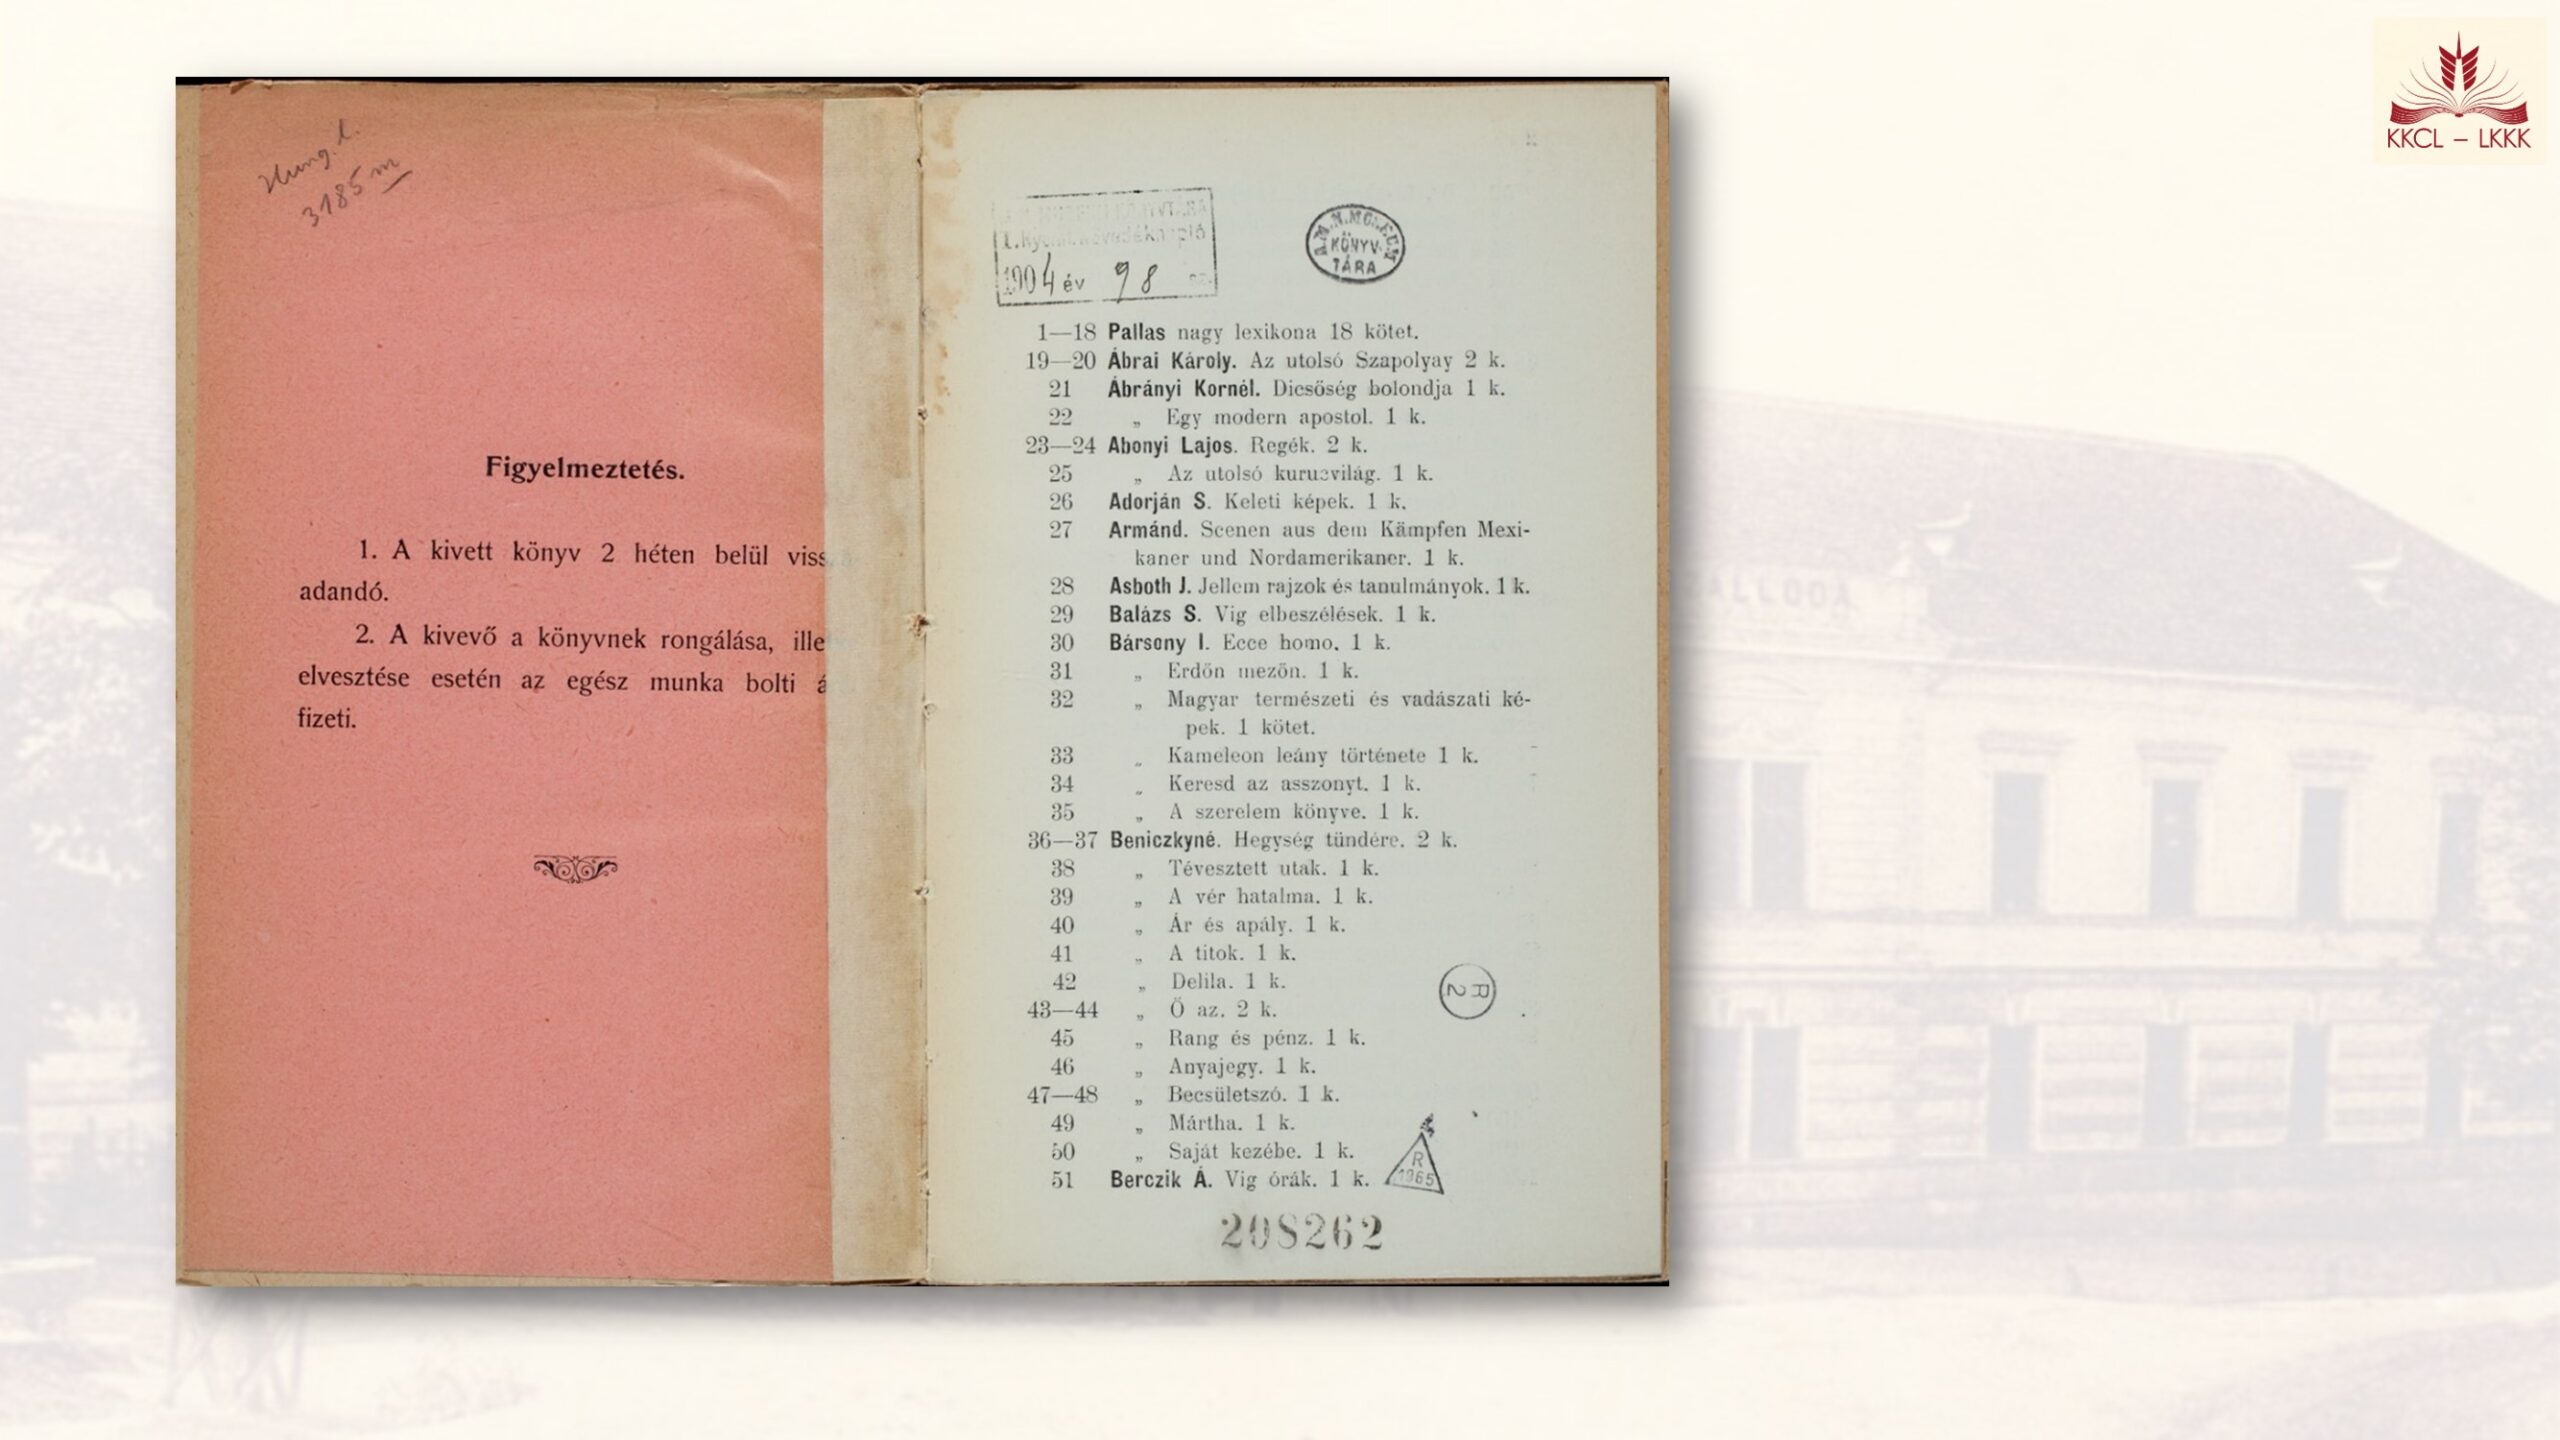 KKCL – LKKK
Hung. l.
3185 m
Figyelmeztetés.
1. A kivett könyv 2 héten belül viss
adandó.
2. A kivevő a könyvnek rongálása, ille
elvesztése esetén az egész munka bolti á
fizeti.
1904 év 98
KÖNYV-
TÁRA
1—18 Pallas nagy lexikona 18 kötet.
19—20 Ábrai Károly. Az utolsó Szapolyay 2 k.
21 Ábrányi Kornél. Dicsöség bolondja 1 k.
22 „ Egy modern apostol. 1 k.
23—24 Abonyi Lajos. Regék. 2 k.
25 „ Az utolsó kurucvilág. 1 k.
26 Adorján S. Keleti képek. 1 k.
27 Armánd. Scenen aus dem Kämpfen Mexi-
kaner und Nordamerikaner. 1 k.
28 Asboth J. Jellem rajzok és tanulmányok. 1 k.
29 Balázs S. Vig elbeszélések. 1 k.
30 Bársony I. Ecce homo. 1 k.
31 „ Erdön mezön. 1 k.
32 „ Magyar természeti és vadászati ké-
pek. 1 kötet.
33 „ Kameleon leány története 1 k.
34 „ Keresd az asszonyt. 1 k.
35 „ A szerelem könyve. 1 k.
36—37 Beniczkyné. Hegység tündére. 2 k.
38 „ Tévesztett utak. 1 k.
39 „ A vér hatalma. 1 k.
40 „ Ár és apály. 1 k.
41 „ A titok. 1 k.
42 „ Delila. 1 k.
43—44 „ Ő az. 2 k.
45 „ Rang és pénz. 1 k.
46 „ Anyajegy. 1 k.
47—48 „ Becsületszó. 1 k.
49 „ Mártha. 1 k.
50 „ Saját kezébe. 1 k.
51 Berczik Á. Vig órák. 1 k.
R
2
R
1965
208262